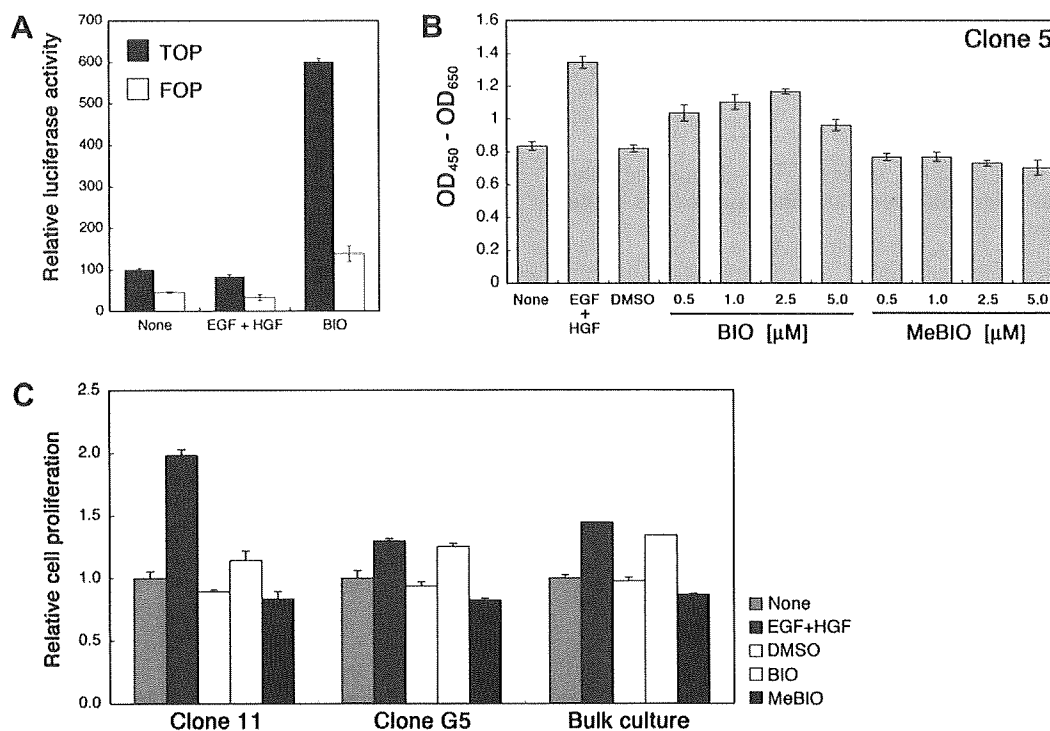 A
Relative luciferase activity
700
600
500
400
300
200
100
0
TOP
FOP
None
EGF + HGF
BIO
B
Clone 5
OD450 - OD650
1.6
1.4
1.2
1
0.8
0.6
0.4
0.2
0
None
EGF
+
HGF
DMSO
0.5 1.0 2.5 5.0
BIO [µM]
0.5 1.0 2.5 5.0
MeBIO [µM]
C
Relative cell proliferation
2.5
2.0
1.5
1.0
0.5
0.0
Clone 11
Clone G5
Bulk culture
None
EGF+HGF
DMSO
BIO
MeBIO